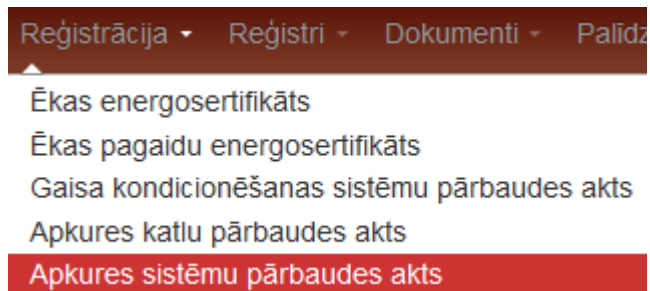 Reģistrācija Reģistri Dokumenti
Ēkas energosertifikāts
Ēkas pagaidu energosertifikāts
Gaisa kondicionēšanas sistēmu pārbaudes akts
Apkures katlu pārbaudes akts
Apkures sistēmu pārbaudes akts